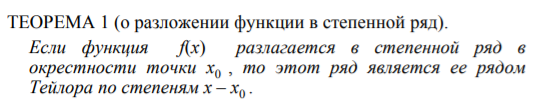 ТЕОРЕМА 1 (о разложении функции в степенной ряд).
Если функция f(x) разлагается в степенной ряд в
окрестности точки x₀ , то этот ряд является ее рядом
Тейлора по степеням x – x₀ .